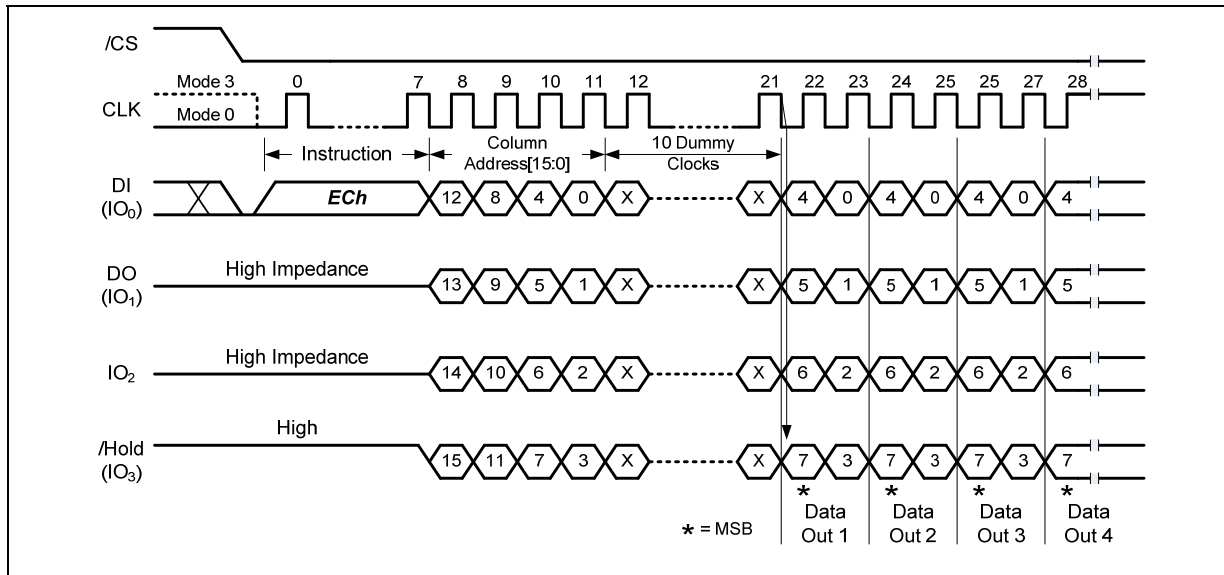 /CS
Mode 3 0 7 8 9 10 11 12 21 22 23 24 25 25 27 28
CLK
Mode 0
Instruction Column Address[15:0] 10 Dummy Clocks
DI (IO0) ECh 12 8 4 0 X X 4 0 4 0 4 0 4
DO (IO1) High Impedance 13 9 5 1 X X 5 1 5 1 5 1 5
IO2 High Impedance 14 10 6 2 X X 6 2 6 2 6 2 6
/Hold (IO3) High 15 11 7 3 X X 7 3 7 3 7 3 7
* * * *
* = MSB Data Out 1 Data Out 2 Data Out 3 Data Out 4